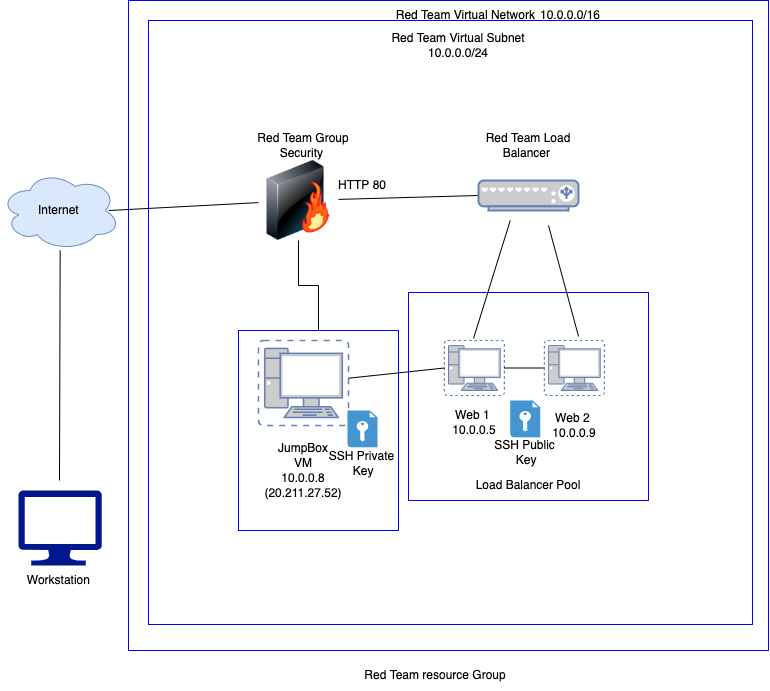 Red Team Virtual Network 10.0.0.0/16
Red Team Virtual Subnet
10.0.0.0/24
Red Team Group
Security
Red Team Load
Balancer
HTTP 80
Internet
Web 1
10.0.0.5
Web 2
10.0.0.9
SSH Public
Key
Load Balancer Pool
JumpBox
VM
10.0.0.8
(20.211.27.52)
SSH Private
Key
Workstation
Red Team resource Group